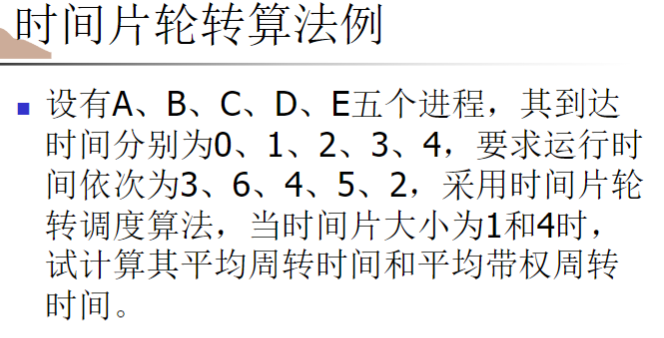 时间片轮转算法例
设有A、B、C、D、E五个进程，其到达
时间分别为0、1、2、3、4，要求运行时
间依次为3、6、4、5、2，采用时间片轮
转调度算法，当时间片大小为1和4时，
试计算其平均周转时间和平均带权周转
时间。